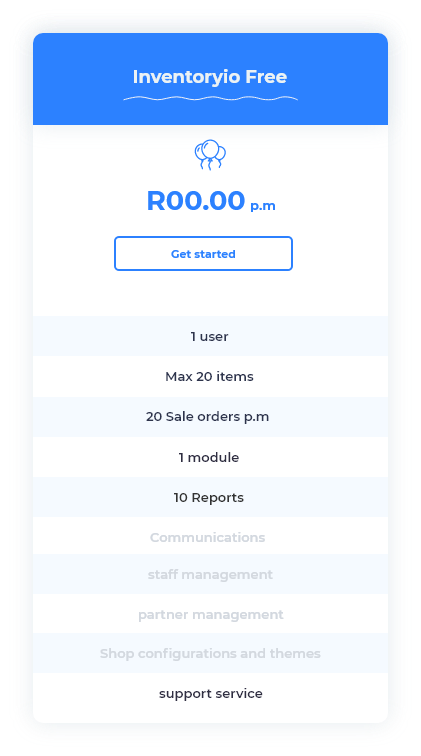 Inventoryio Free
R00.00 p.m
Get started
1 user
Max 20 items
20 Sale orders p.m
1 module
10 Reports
Communications
staff management
partner management
Shop configurations and themes
support service